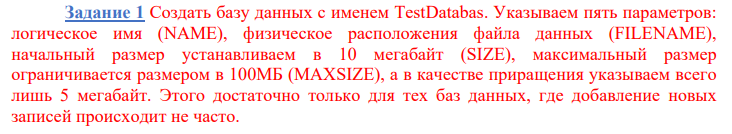 Задание 1 Создать базу данных с именем TestDatabas. Указываем пять параметров:
логическое имя (NAME), физическое расположения файла данных (FILENAME),
начальный размер устанавливаем в 10 мегабайт (SIZE), максимальный размер
ограничивается размером в 100МБ (MAXSIZE), а в качестве приращения указываем всего
лишь 5 мегабайт. Этого достаточно только для тех баз данных, где добавление новых
записей происходит не часто.